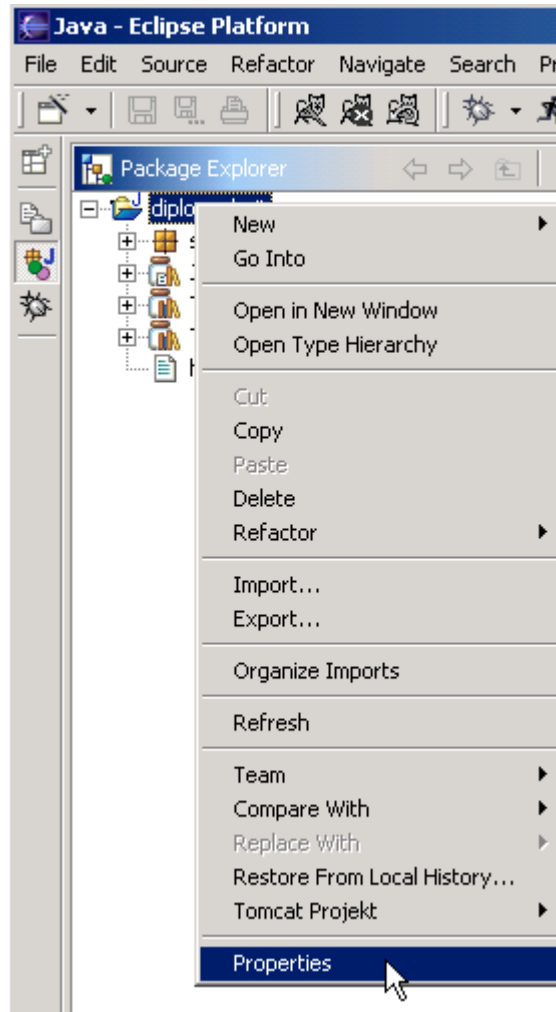 Java - Eclipse Platform
File Edit Source Refactor Navigate Search
Package Explorer
New
Go Into
Open in New Window
Open Type Hierarchy
Cut
Copy
Paste
Delete
Refactor
Import...
Export...
Organize Imports
Refresh
Team
Compare With
Replace With
Restore From Local History...
Tomcat Projekt
Properties